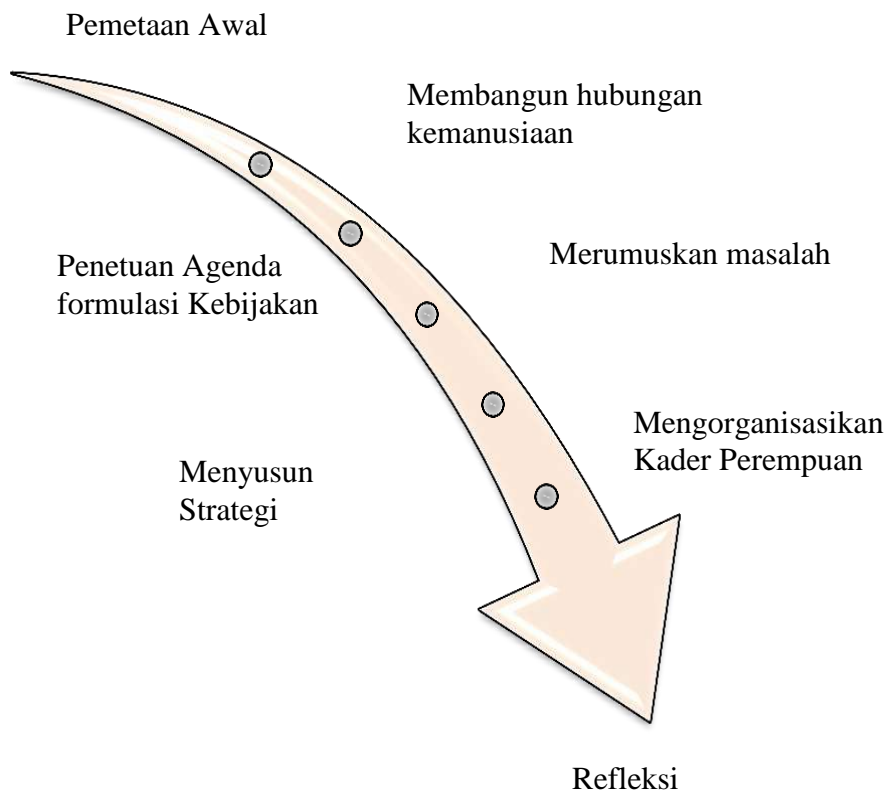 Pemetaan Awal
Membangun hubungan
kemanusiaan
Penetuan Agenda
formulasi Kebijakan
Merumuskan masalah
Menyusun
Strategi
Mengorganisasikan
Kader Perempuan
Refleksi